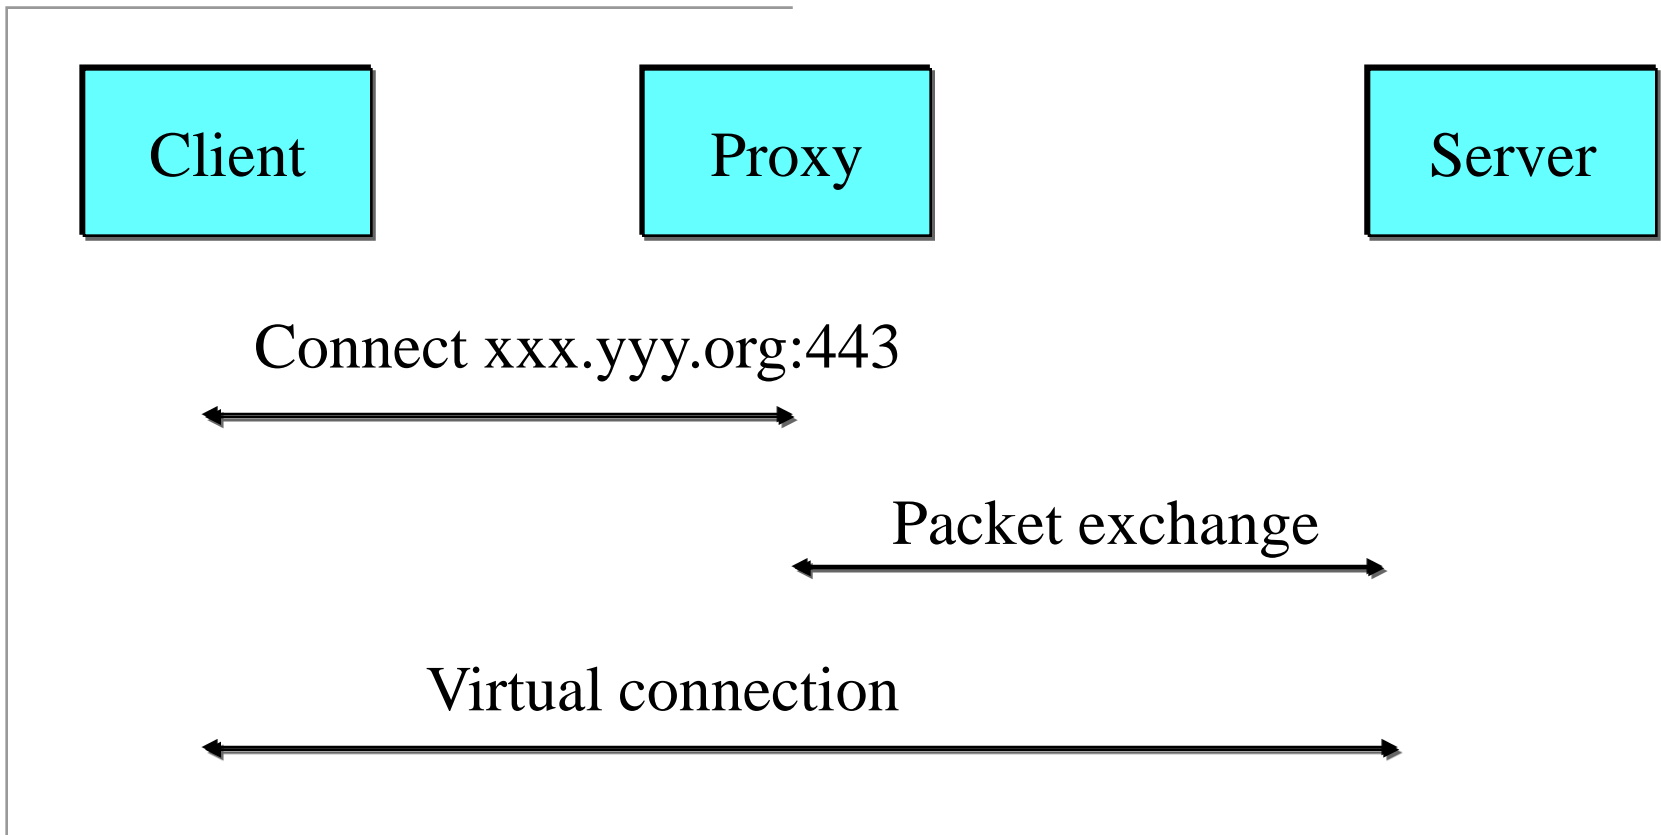 Client
Proxy
Server
Connect xxx.yyy.org:443
Packet exchange
Virtual connection